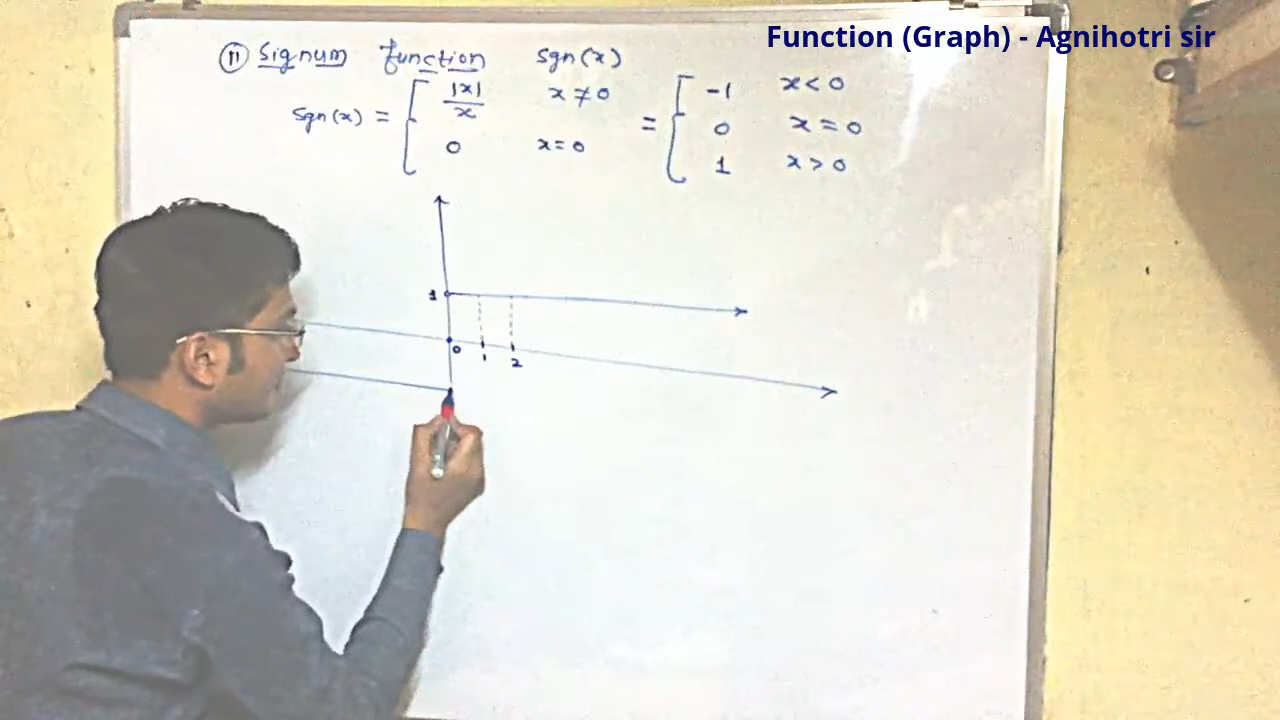 Function (Graph) - Agnihotri sir
(11) Signum function sgn(x)
sgn(x) = { |x|/x x ≠ 0 = { -1 x < 0
0 x = 0
0 x = 0
1 x > 0
1
0 1 2